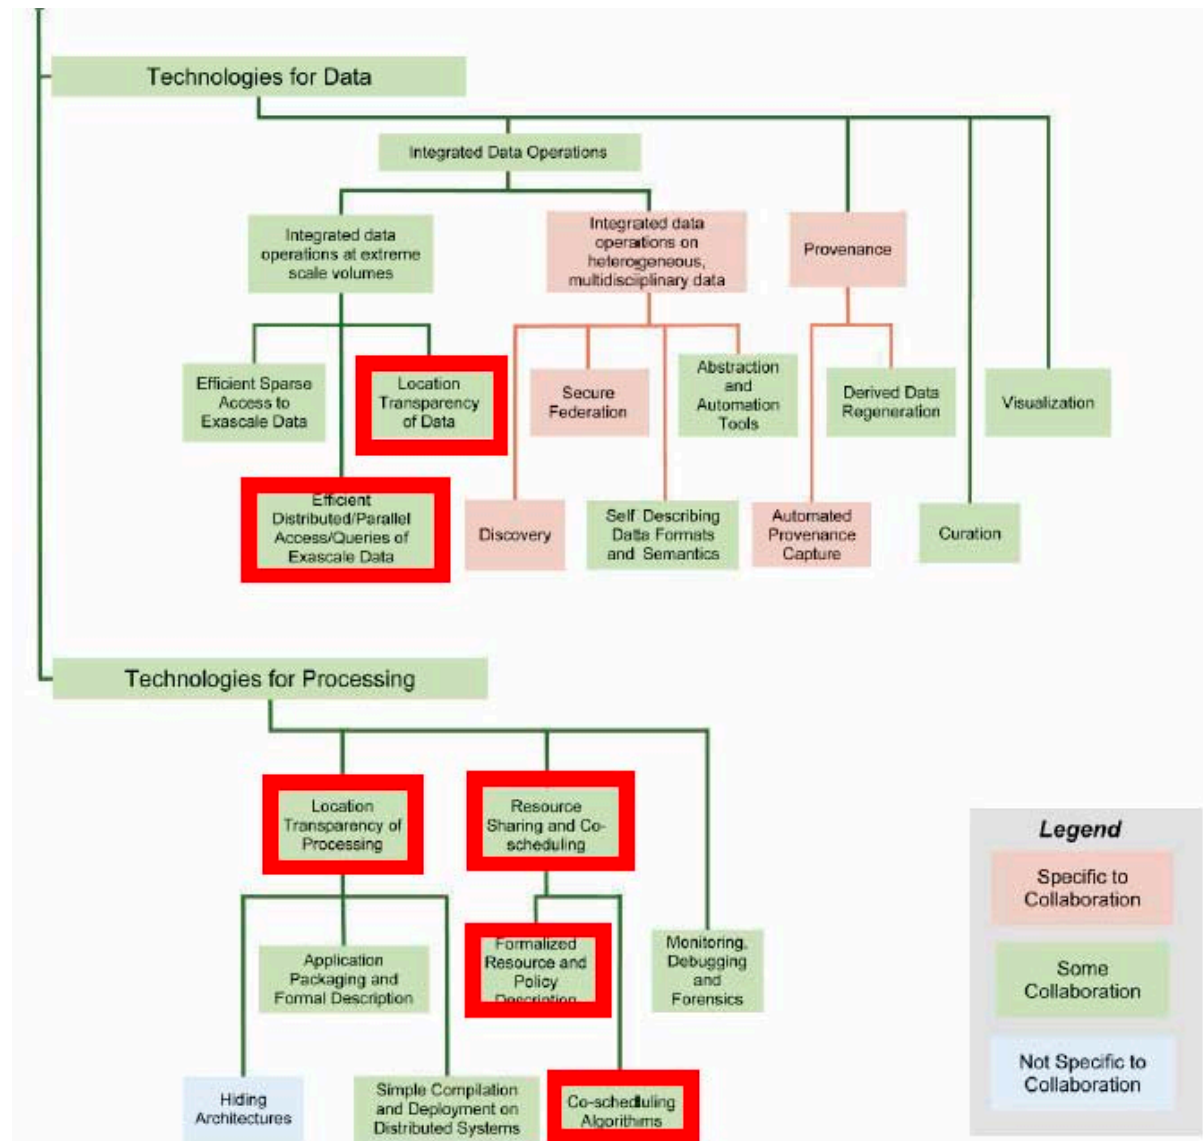 Technologies for Data
Integrated Data Operations
Integrated data
operations at extreme
scale volumes
Integrated data
operations on
heterogeneous,
multidisciiplinary data
Provenance
Efficient Sparse
Access to
Exascale Data
Location
Transparency
of Data
Secure
Federation
Abstraction
and
Automation
Tools
Derived Data
Regeneration
Visualization
Efficient
Distributed/Parallel
Access/Queries of
Exascale Data
Discovery
Self Describing
Datta Formats
and Semantics
Automated
Provenance
Capture
Curation
Technologies for Processing
Location
Transparency of
Processing
Resource
Sharing and Co-
scheduling
Application
Packaging and
Formal Description
Formalized
Resource and
Policy
Description
Monitoring,
Debugging
and
Forensics
Hiding
Architectures
Simple Compilation
and Deployment on
Distributed Systems
Co-scheduling
Algorithms
Legend
Specific to
Collaboration
Some
Collaboration
Not Specific to
Collaboration